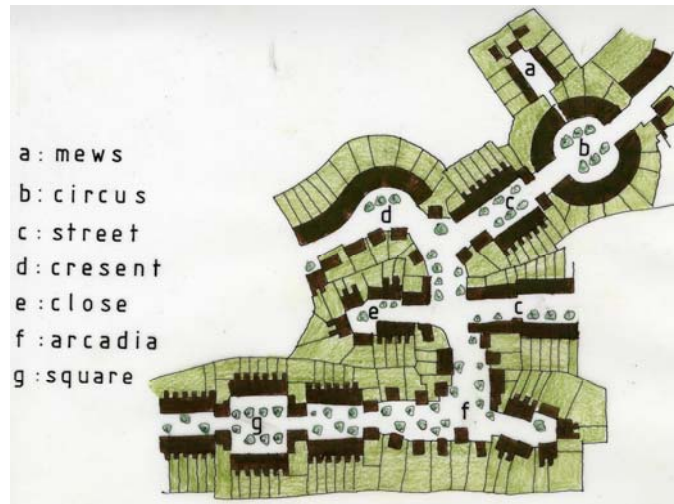 a: mews
b: circus
c: street
d: cresent
e: close
f: arcadia
g: square
a
b
c
d
e
c
f
g